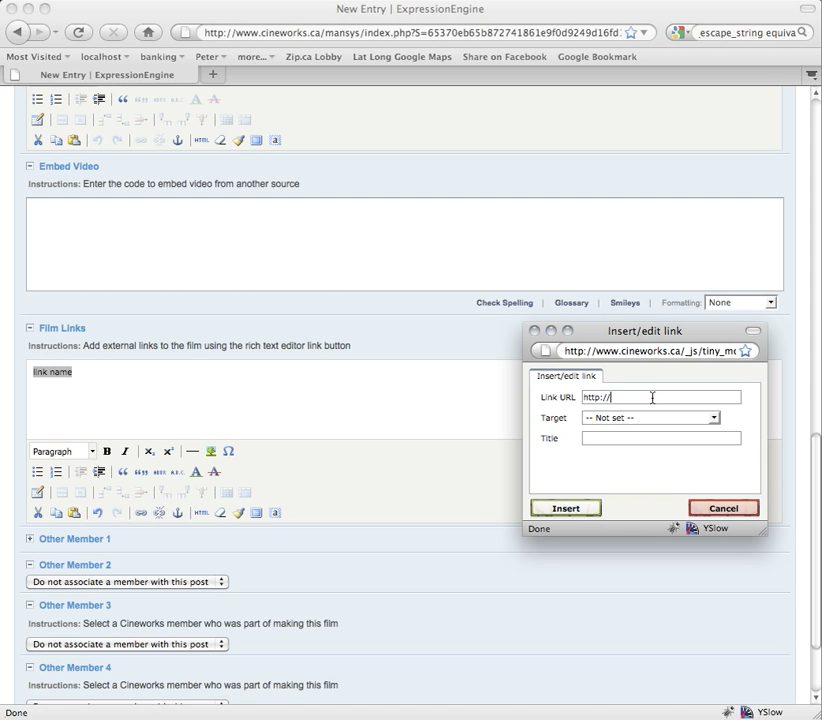 New Entry | ExpressionEngine
http://www.cineworks.ca/mansys/index.php?S=65370eb65b872741861e9f0d9249d16fd
escape_string equiva
Most Visited
localhost
banking
Peter
more...
Zip.ca Lobby
Lat Long Google Maps
Share on Facebook
Google Bookmark
New Entry | ExpressionEngine
HTML
Embed Video
Instructions: Enter the code to embed video from another source
Check Spelling | Glossary | Smileys | Formatting: None
Film Links
Instructions: Add external links to the film using the rich text editor link button
link name
Paragraph
B I
HTML
Insert/edit link
http://www.cineworks.ca/_js/tiny_mc
Insert/edit link
Link URL http://
Target -- Not set --
Title
Insert Cancel
Done YSlow
Other Member 1
Other Member 2
Do not associate a member with this post
Other Member 3
Instructions: Select a Cineworks member who was part of making this film
Do not associate a member with this post
Other Member 4
Instructions: Select a Cineworks member who was part of making this film
Done YSlow